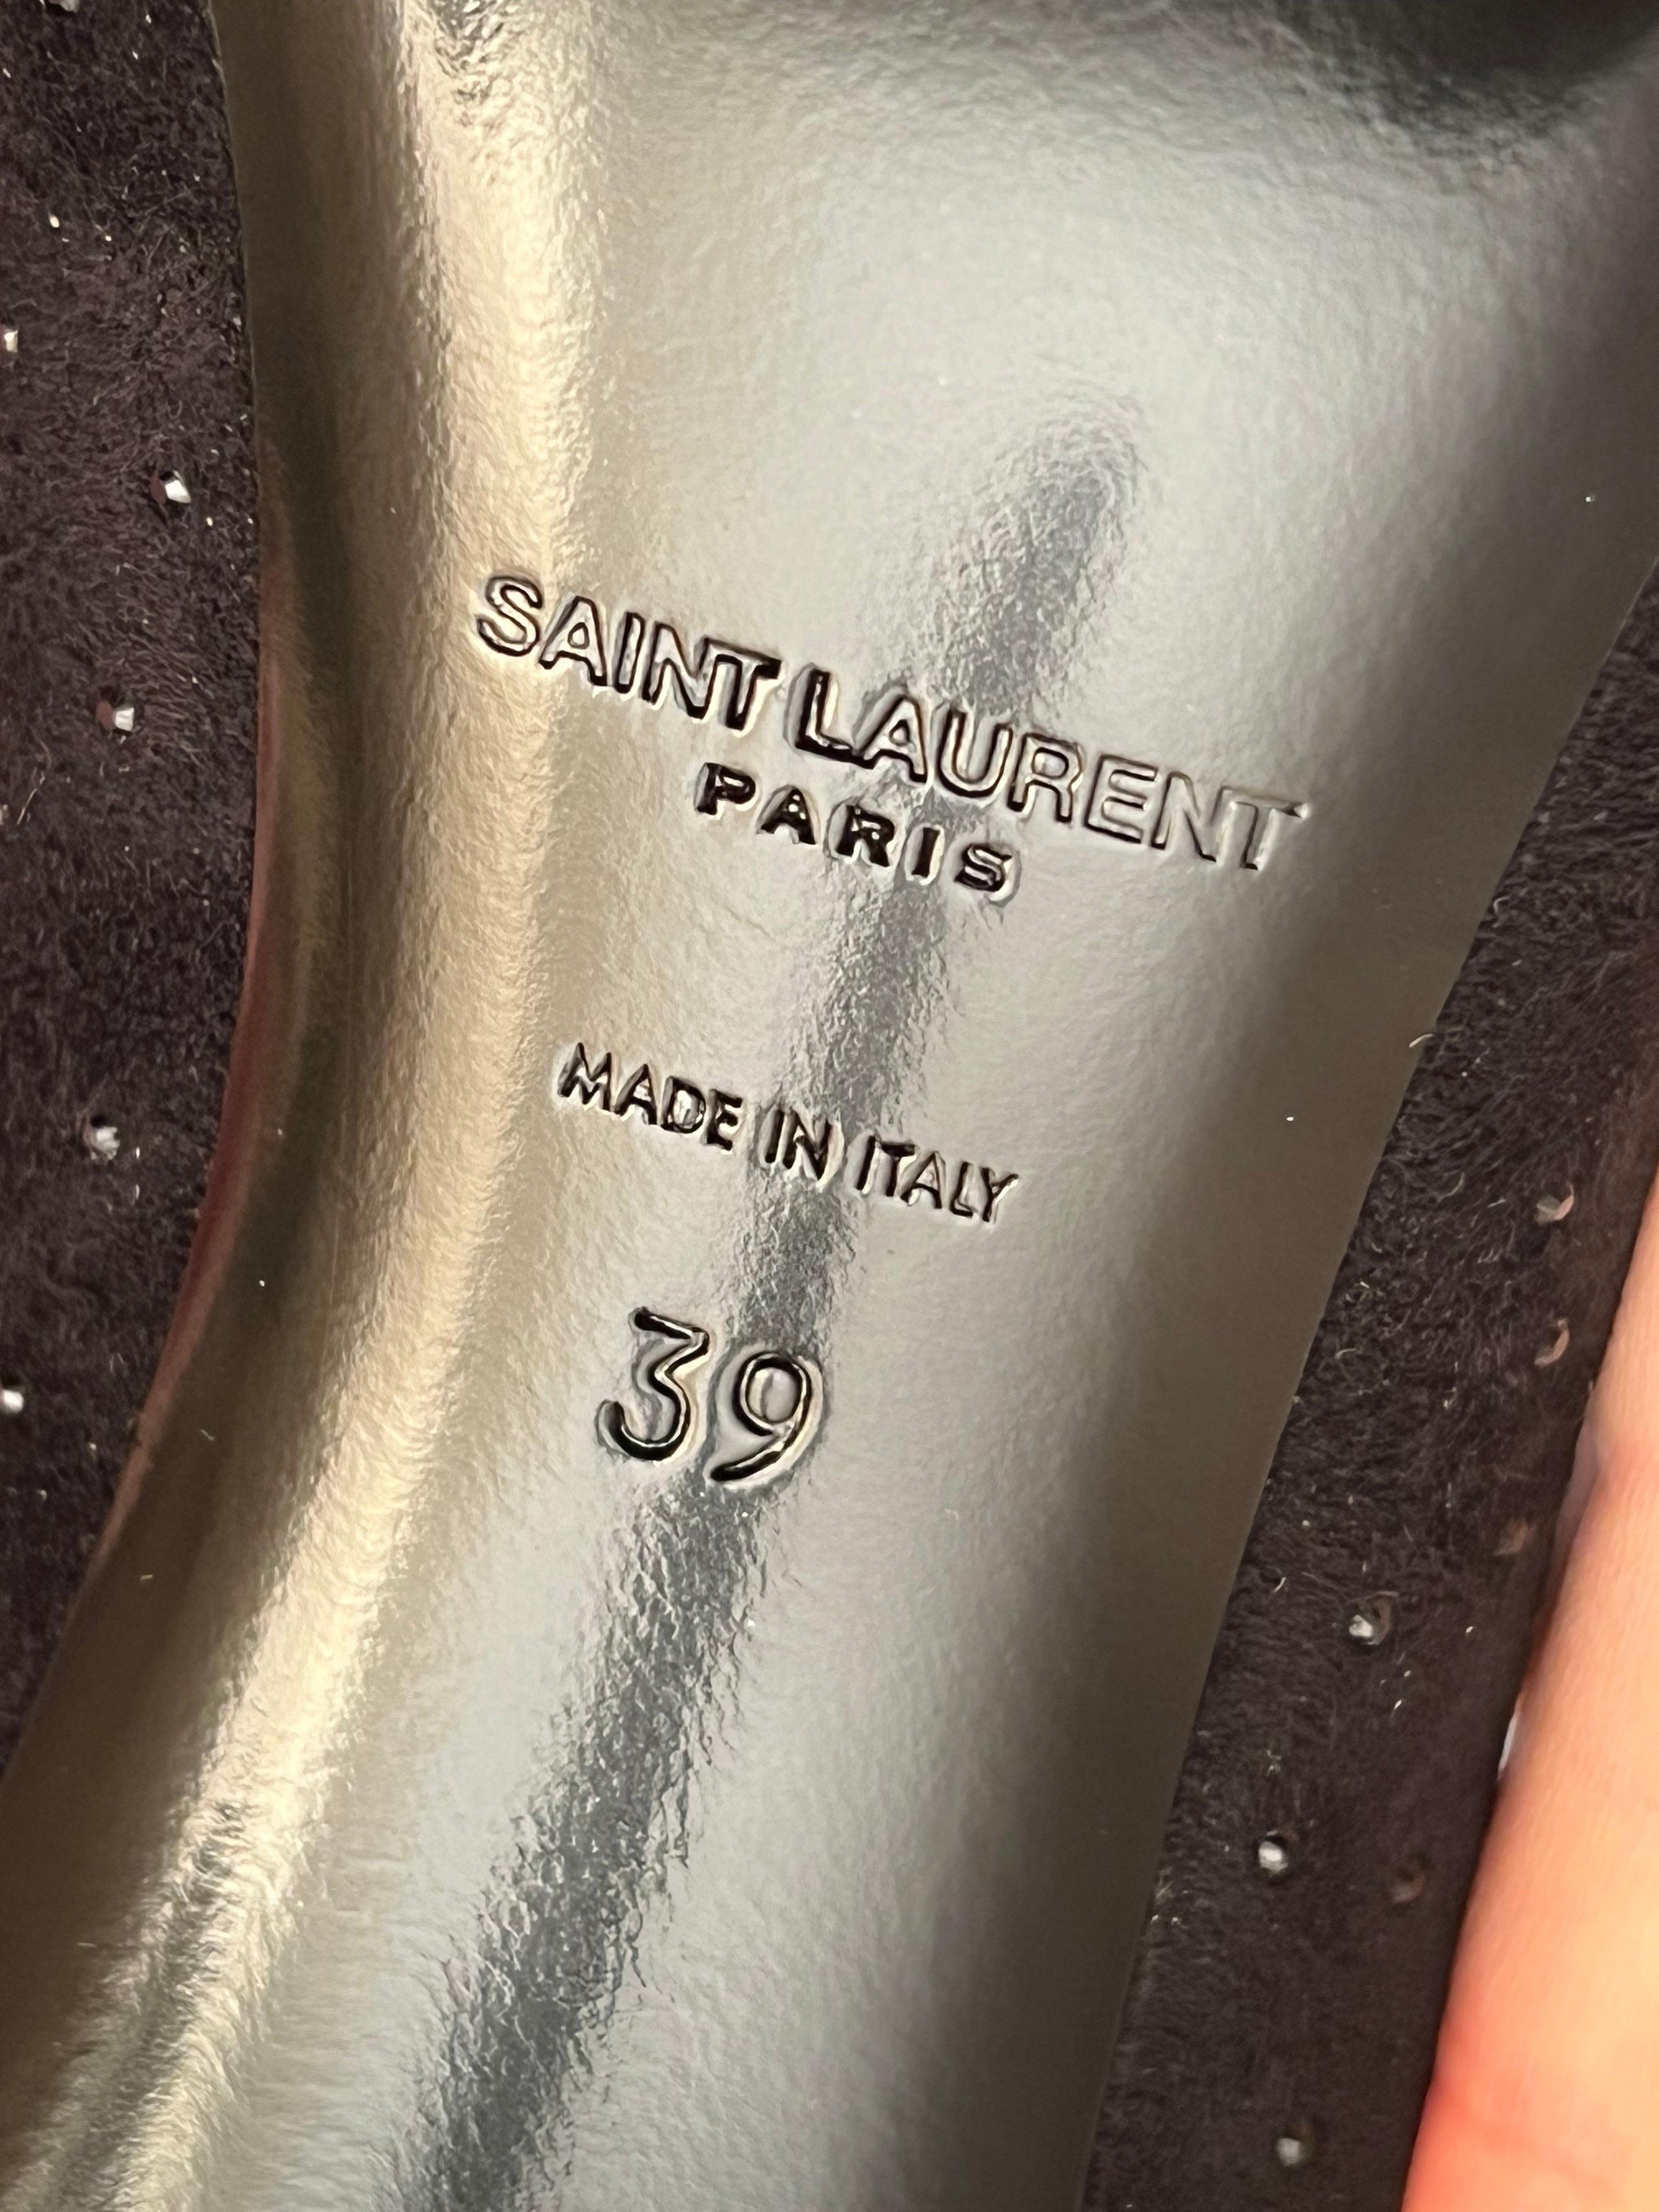 SAINT LAURENT
PARIS
MADE IN ITALY
39